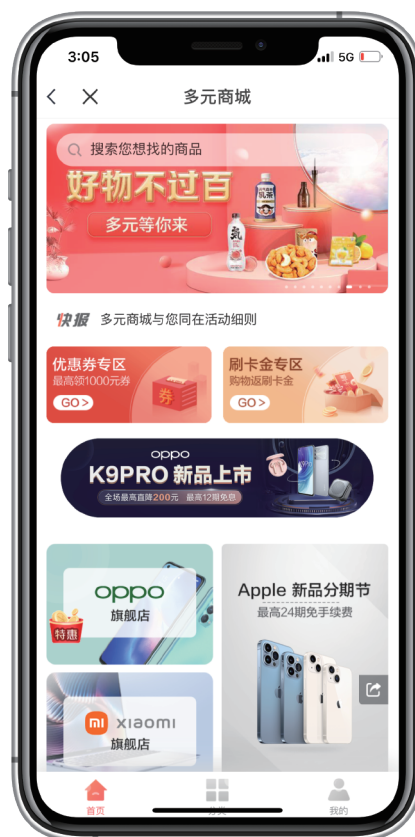 3:05
5G
多元商城
搜索您想找的商品
好物不过百
多元等你来
快报 多元商城与您同在活动细则
优惠券专区
最高领1000元券
GO >
券
刷卡金专区
购物返刷卡金
GO >
oppo
K9PRO 新品上市
全场最高直降200元 最高12期免息
oppo
旗舰店
特惠
Apple 新品分期节
最高24期免手续费
mi xiaomi
旗舰店
首页
分类
我的